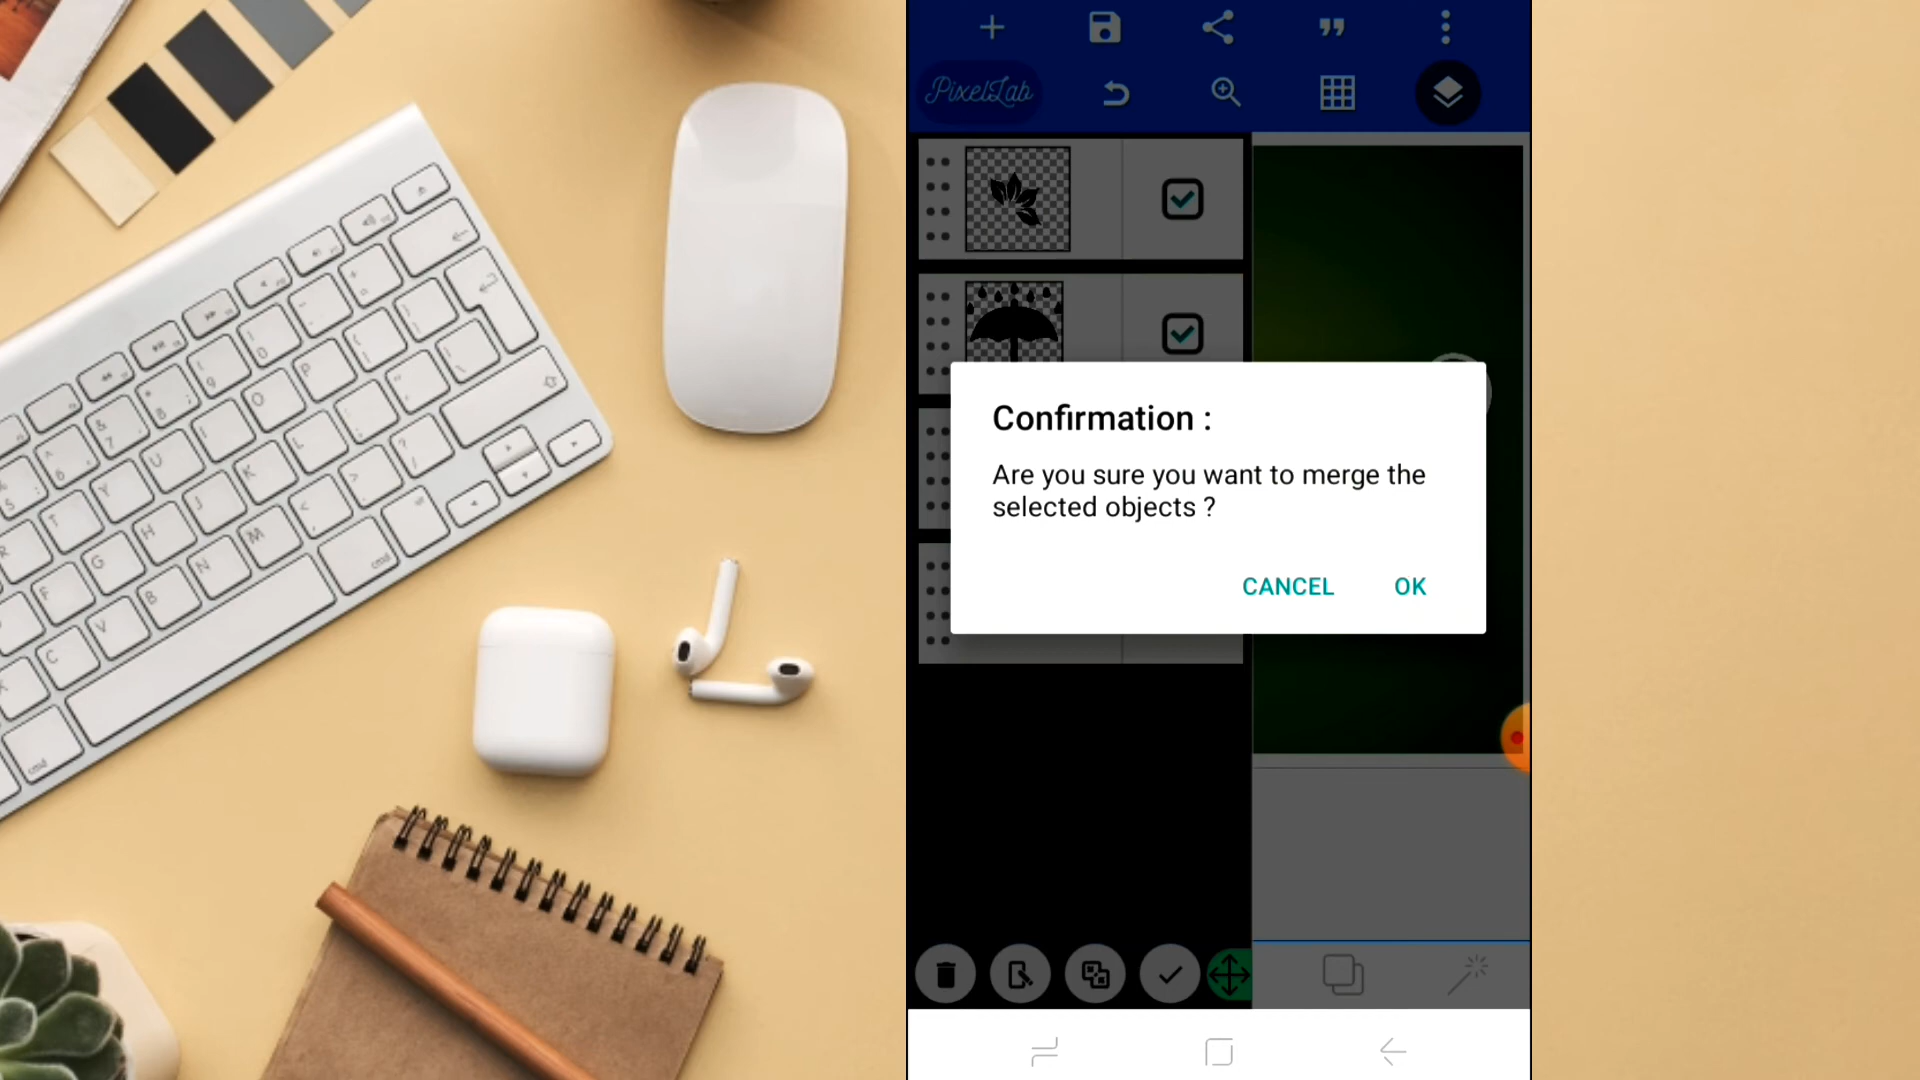 PixelLab
Confirmation :
Are you sure you want to merge the
selected objects ?
CANCEL OK